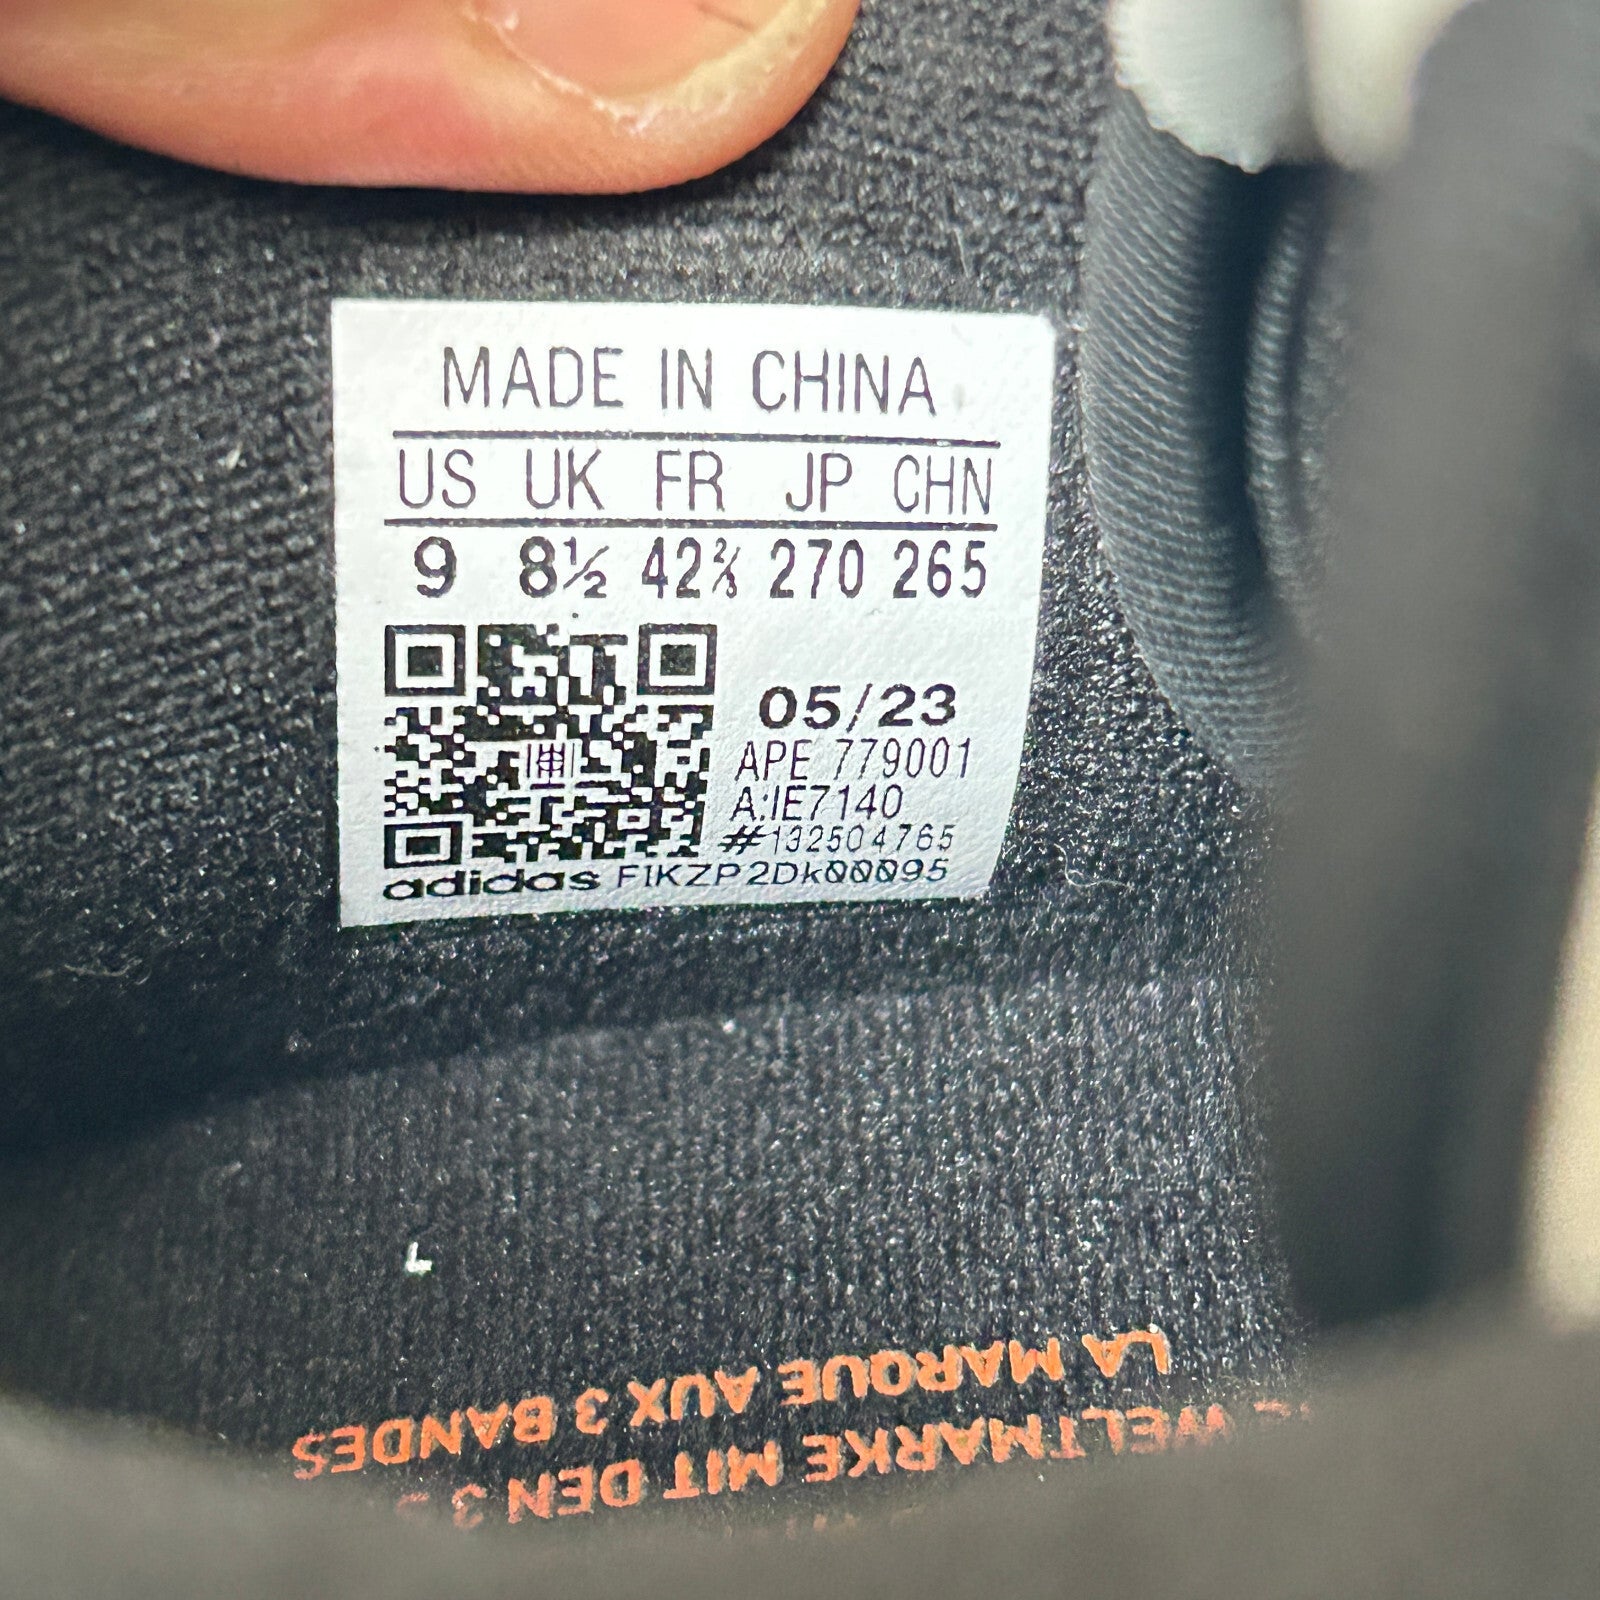 MADE IN CHINA
US UK FR JP CHN
9 8½ 42⅔ 270 265
05/23
APE 779001
A:IE7140
#132504765
adidas F1KZP2Dk00095
LA MARQUE AUX 3 BANDES
WELTMARKE MIT DEN 3